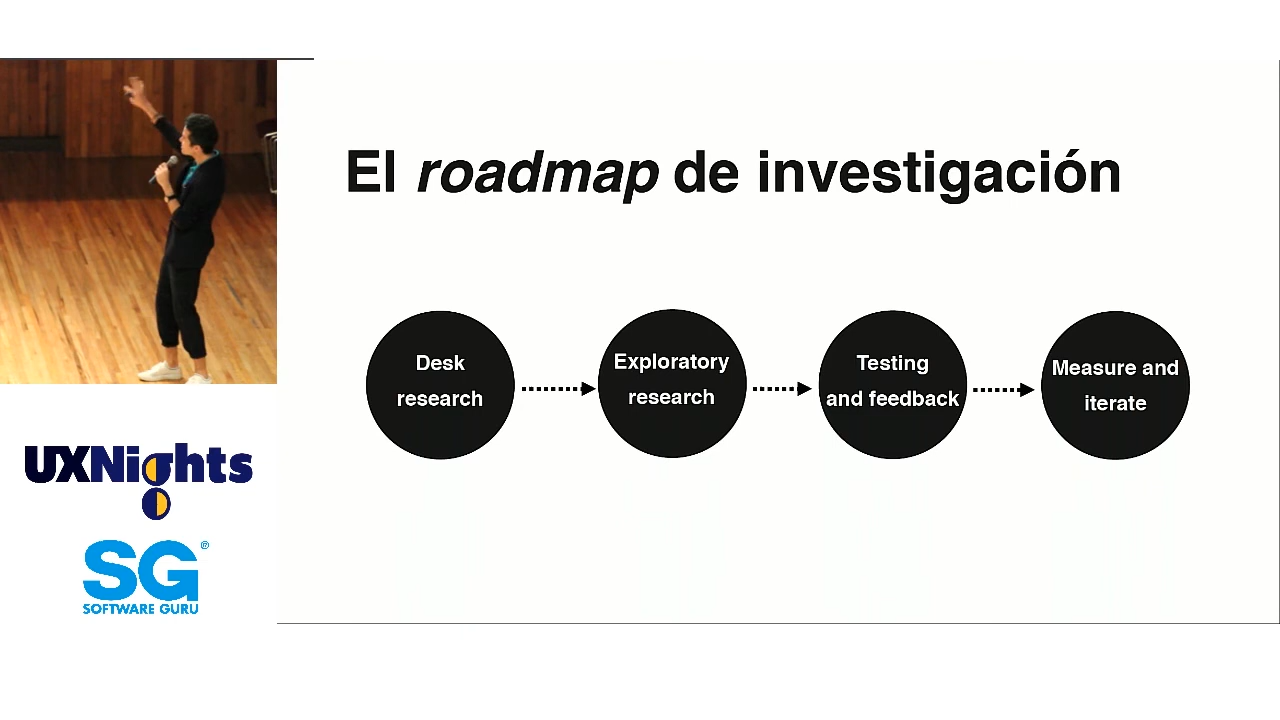 El roadmap de investigación
Desk
research
Exploratory
research
Testing
and feedback
Measure and
iterate
UXNights
SG®
SOFTWARE GURU